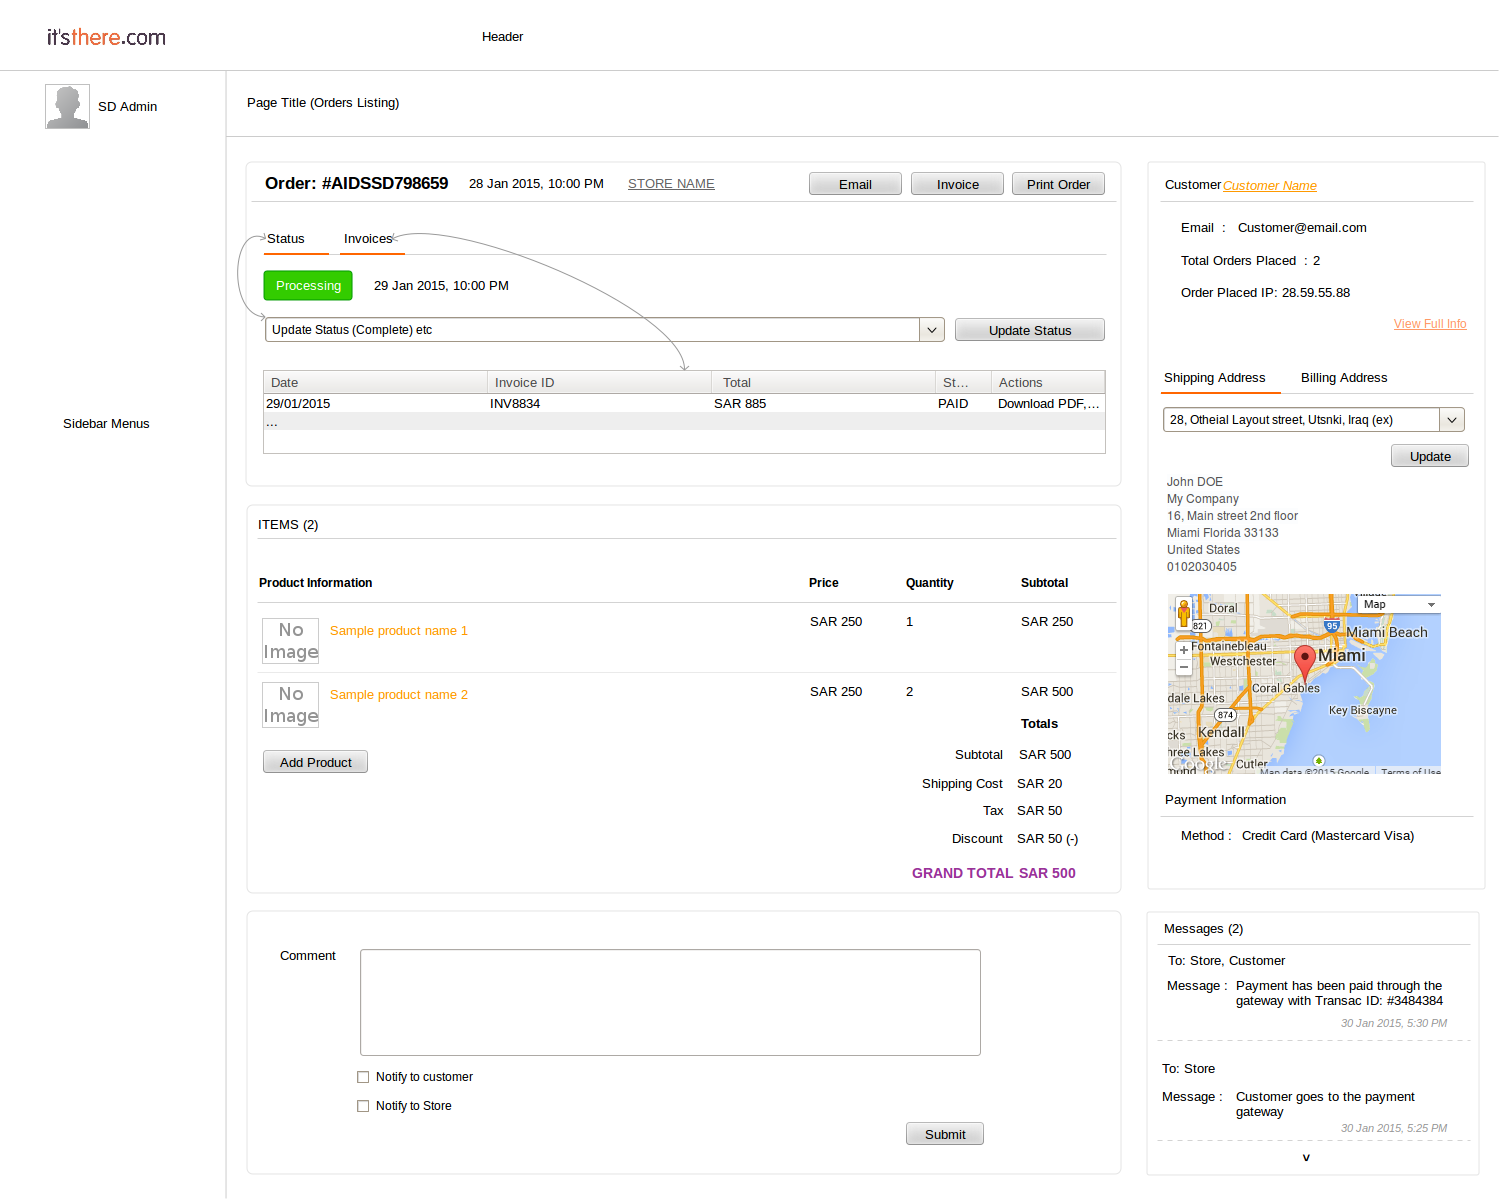 it'sthere.com
Header
SD Admin
Page Title (Orders Listing)
Sidebar Menus
Order: #AIDSSD798659 28 Jan 2015, 10:00 PM STORE NAME Email Invoice Print Order
Status Invoices
Processing 29 Jan 2015, 10:00 PM
Update Status (Complete) etc Update Status
Date Invoice ID Total St... Actions
29/01/2015 INV8834 SAR 885 PAID Download PDF,...
...
ITEMS (2)
Product Information Price Quantity Subtotal
No Image Sample product name 1 SAR 250 1 SAR 250
No Image Sample product name 2 SAR 250 2 SAR 500
Totals
Add Product
Subtotal SAR 500
Shipping Cost SAR 20
Tax SAR 50
Discount SAR 50 (-)
GRAND TOTAL SAR 500
Comment
Notify to customer
Notify to Store
Submit
Customer Customer Name
Email : Customer@email.com
Total Orders Placed : 2
Order Placed IP: 28.59.55.88
View Full Info
Shipping Address Billing Address
28, Otheial Layout street, Utsnki, Iraq (ex)
Update
John DOE
My Company
16, Main street 2nd floor
Miami Florida 33133
United States
0102030405
Map
Doral
821
95
Miami Beach
Fontainebleau
Miami
Westchester
Coral Gables
dale Lakes
Key Biscayne
874
Kendall
cks
hree Lakes
Cutler
Google
Map data ©2015 Google Terms of Use
Payment Information
Method : Credit Card (Mastercard Visa)
Messages (2)
To: Store, Customer
Message : Payment has been paid through the
gateway with Transac ID: #3484384
30 Jan 2015, 5:30 PM
To: Store
Message : Customer goes to the payment
gateway
30 Jan 2015, 5:25 PM
v